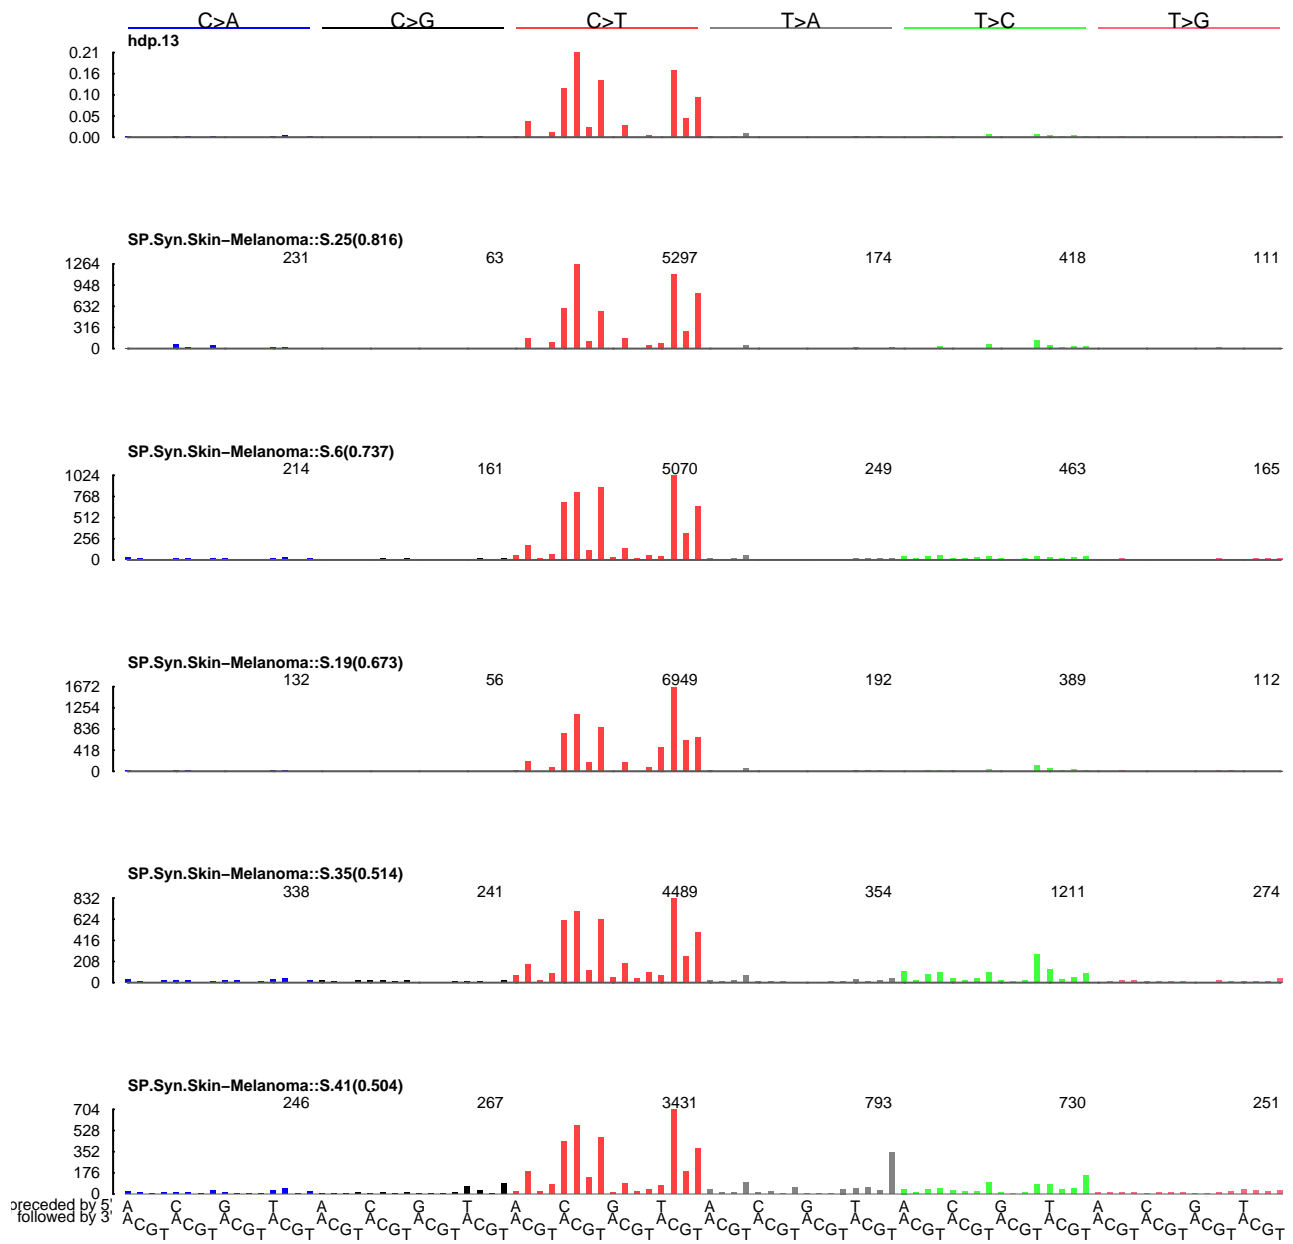 C>A C>G C>T T>A T>C T>G
hdp.13
0.21
0.16
0.10
0.05
0.00
SP.Syn.Skin−Melanoma::S.25(0.816)
231 63 5297 174 418 111
1264
948
632
316
0
SP.Syn.Skin−Melanoma::S.6(0.737)
214 161 5070 249 463 165
1024
768
512
256
0
SP.Syn.Skin−Melanoma::S.19(0.673)
132 56 6949 192 389 112
1672
1254
836
418
0
SP.Syn.Skin−Melanoma::S.35(0.514)
338 241 4489 354 1211 274
832
624
416
208
0
SP.Syn.Skin−Melanoma::S.41(0.504)
246 267 3431 793 730 251
704
528
352
176
0
preceded by 5' A C G T A C G T A C G T A C G T A C G T A C G T
followed by 3' ACGT ACGT ACGT ACGT ACGT ACGT ACGT ACGT ACGT ACGT ACGT ACGT ACGT ACGT ACGT ACGT ACGT ACGT ACGT ACGT ACGT ACGT ACGT ACGT